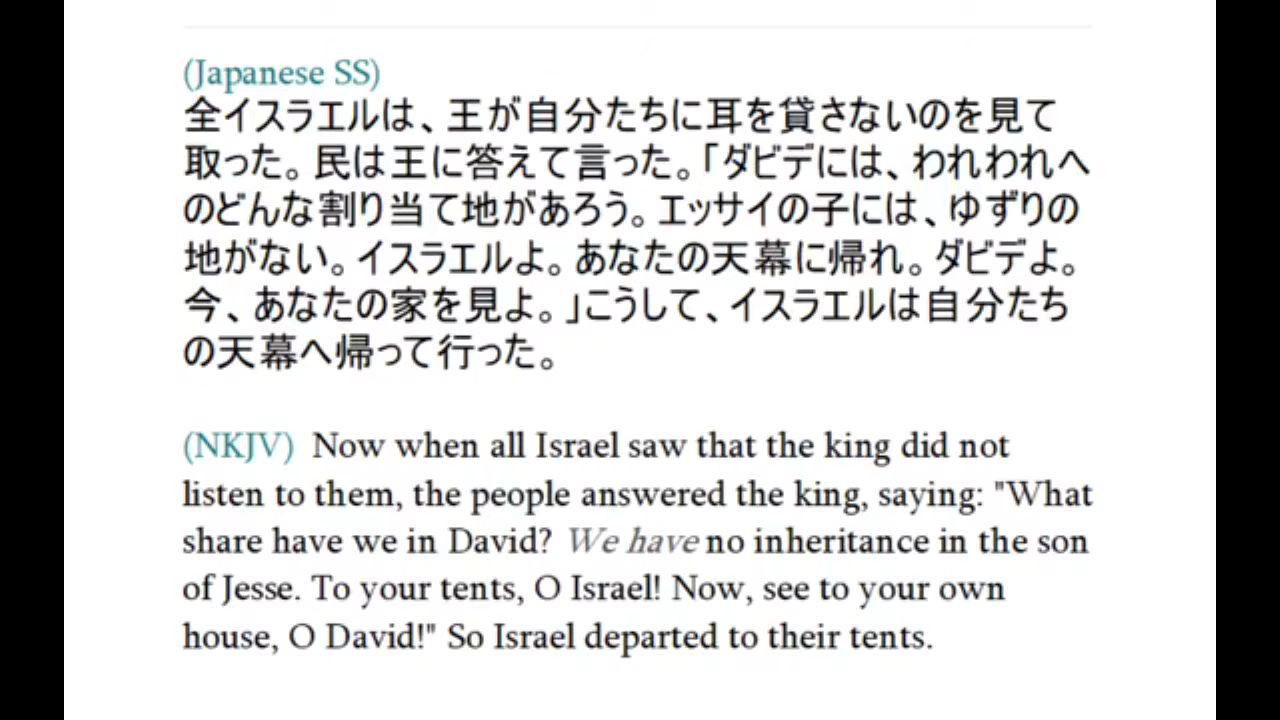 (Japanese SS)
全イスラエルは、王が自分たちに耳を貸さないのを見て
取った。民は王に答えて言った。「ダビデには、われわれへ
のどんな割り当て地があろう。エッサイの子には、ゆずりの
地がない。イスラエルよ。あなたの天幕に帰れ。ダビデよ。
今、あなたの家を見よ。」こうして、イスラエルは自分たち
の天幕へ帰って行った。
(NKJV) Now when all Israel saw that the king did not
listen to them, the people answered the king, saying: "What
share have we in David? We have no inheritance in the son
of Jesse. To your tents, O Israel! Now, see to your own
house, O David!" So Israel departed to their tents.